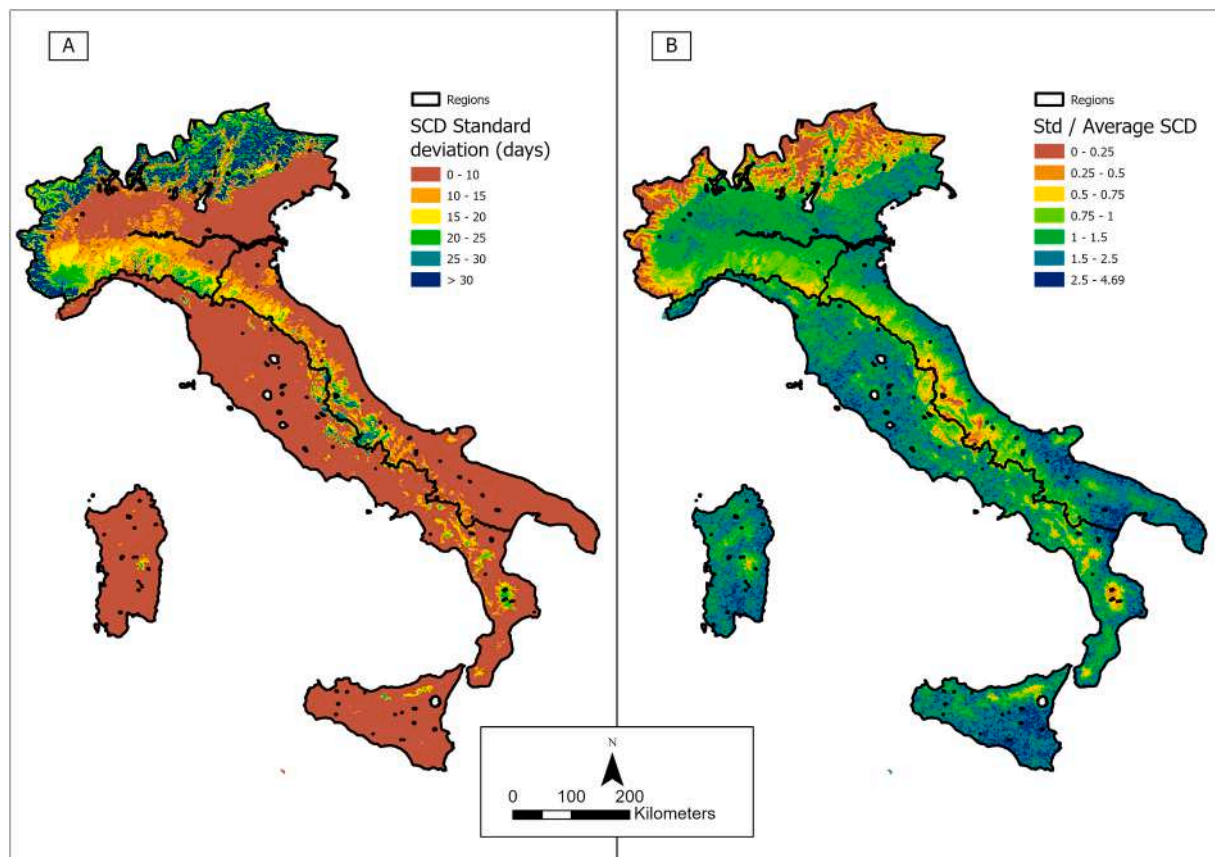 A
Regions
SCD Standard
deviation (days)
0 - 10
10 - 15
15 - 20
20 - 25
25 - 30
> 30
B
Regions
Std / Average SCD
0 - 0.25
0.25 - 0.5
0.5 - 0.75
0.75 - 1
1 - 1.5
1.5 - 2.5
2.5 - 4.69
N
0 100 200
Kilometers